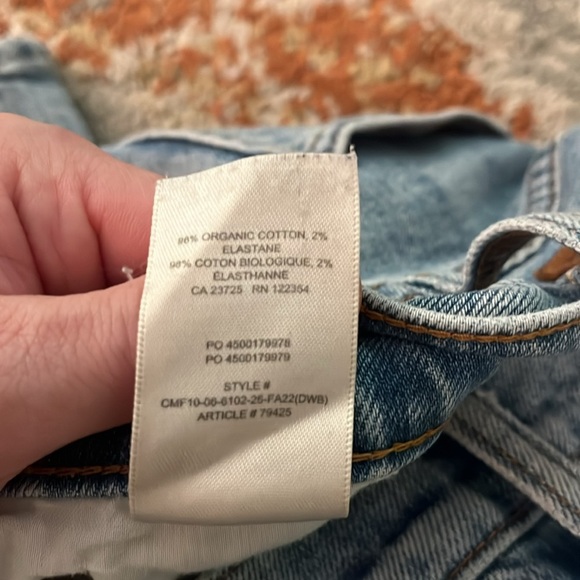 98% ORGANIC COTTON, 2%
ELASTANE
98% COTON BIOLOGIQUE, 2%
ÉLASTHANNE
CA 23725 RN 122354
PO 4500179978
PO 4500179979
STYLE #
CMF10-06-6102-26-FA22(DWB)
ARTICLE # 79425